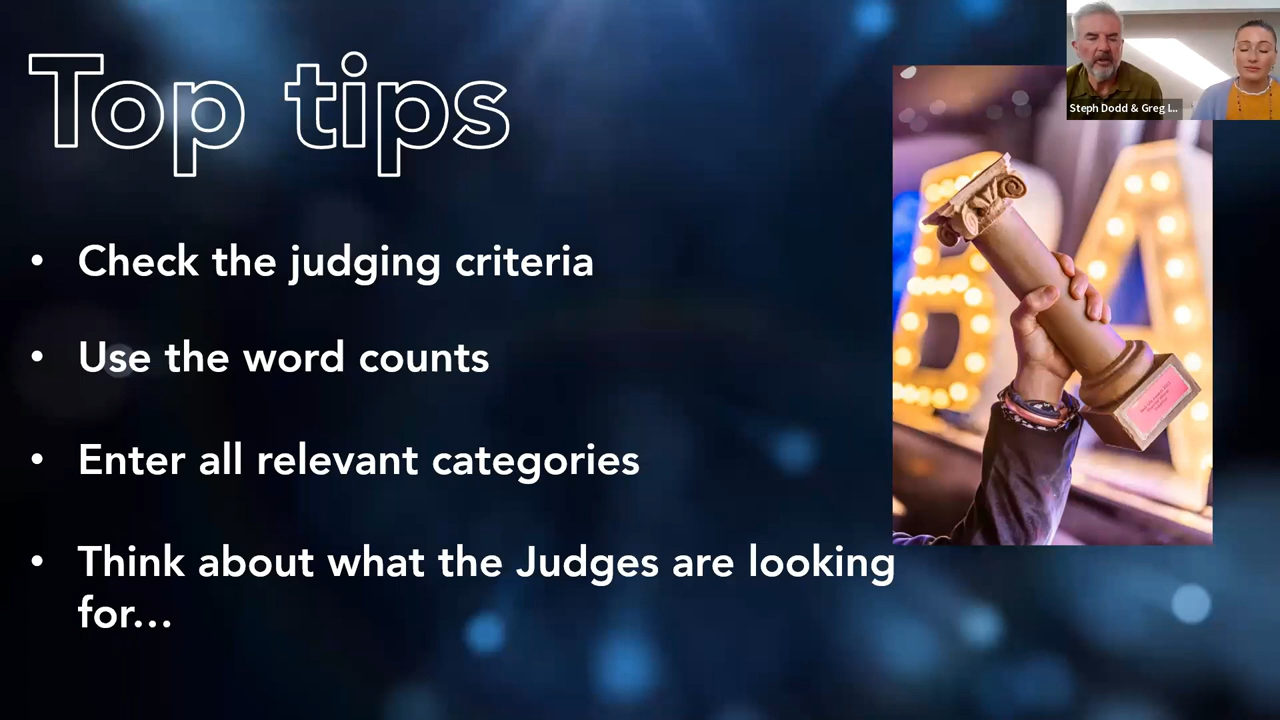 Top tips
Steph Dodd & Greg L...
• Check the judging criteria
• Use the word counts
• Enter all relevant categories
• Think about what the Judges are looking
for...
BA